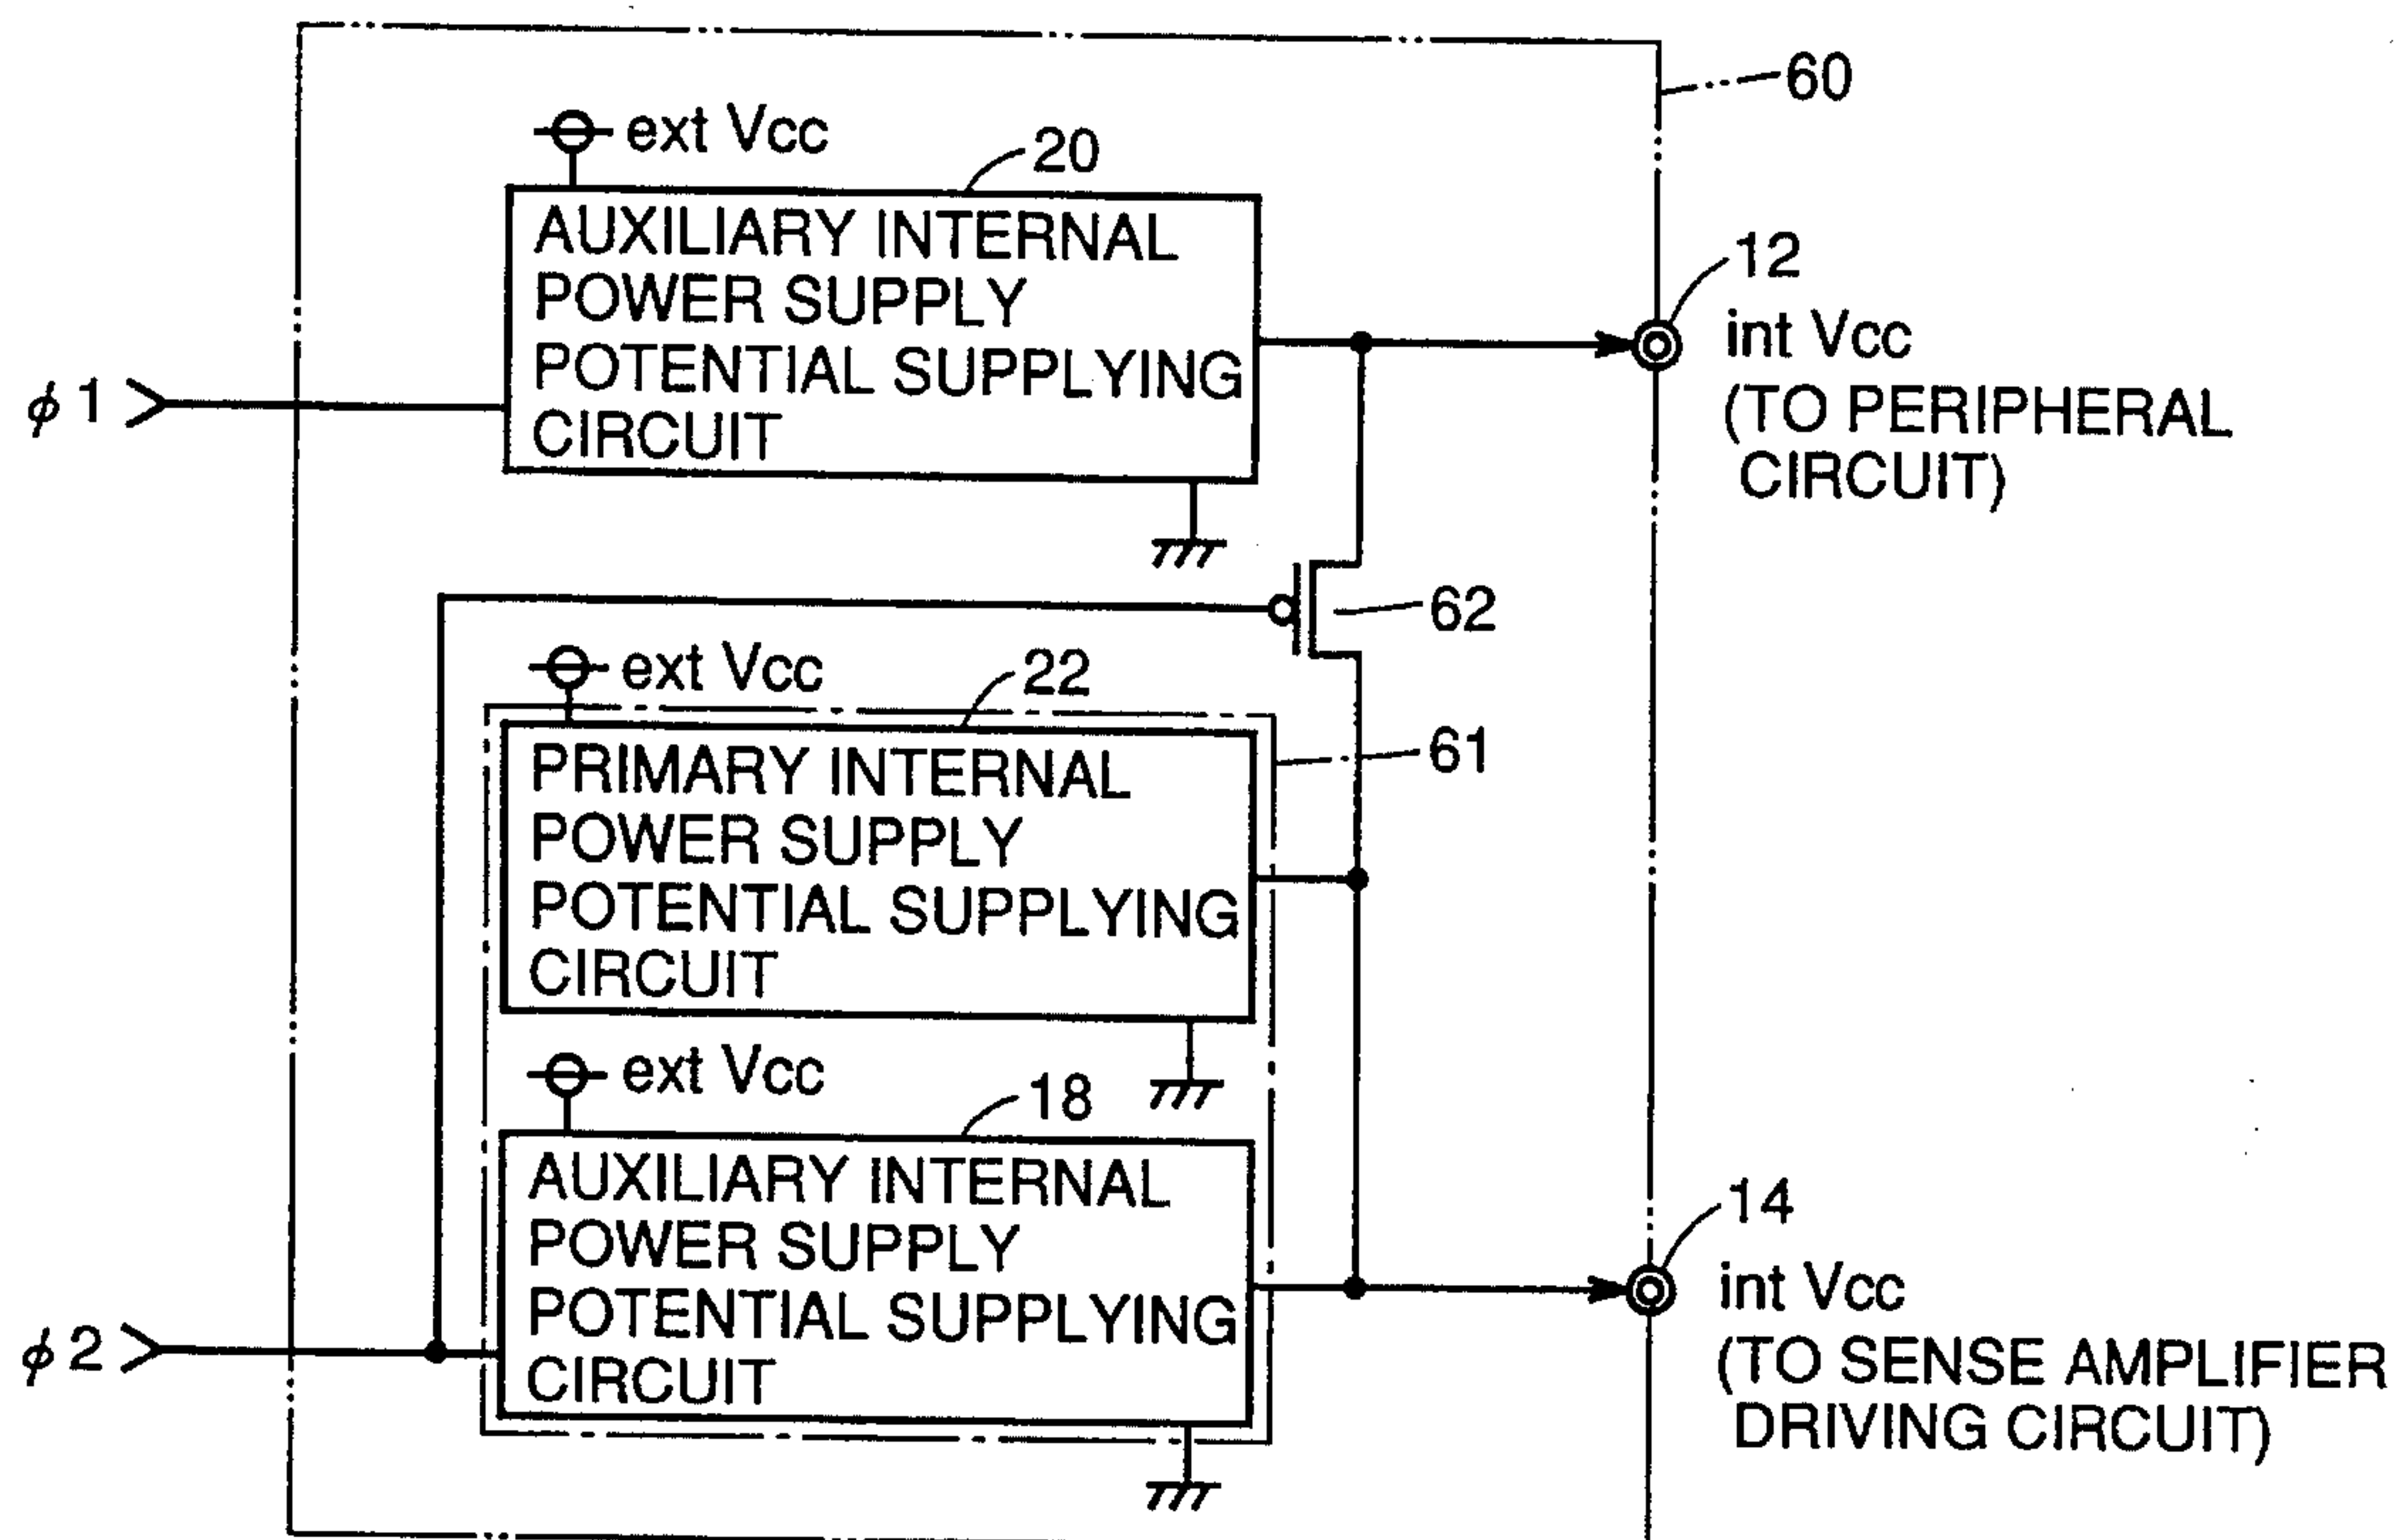 60
ext Vcc
20
AUXILIARY INTERNAL
POWER SUPPLY
POTENTIAL SUPPLYING
CIRCUIT
12
int Vcc
(TO PERIPHERAL
CIRCUIT)
ϕ 1
62
ext Vcc
22
PRIMARY INTERNAL
POWER SUPPLY
POTENTIAL SUPPLYING
CIRCUIT
61
ext Vcc
18
AUXILIARY INTERNAL
POWER SUPPLY
POTENTIAL SUPPLYING
CIRCUIT
14
int Vcc
(TO SENSE AMPLIFIER
DRIVING CIRCUIT)
ϕ 2